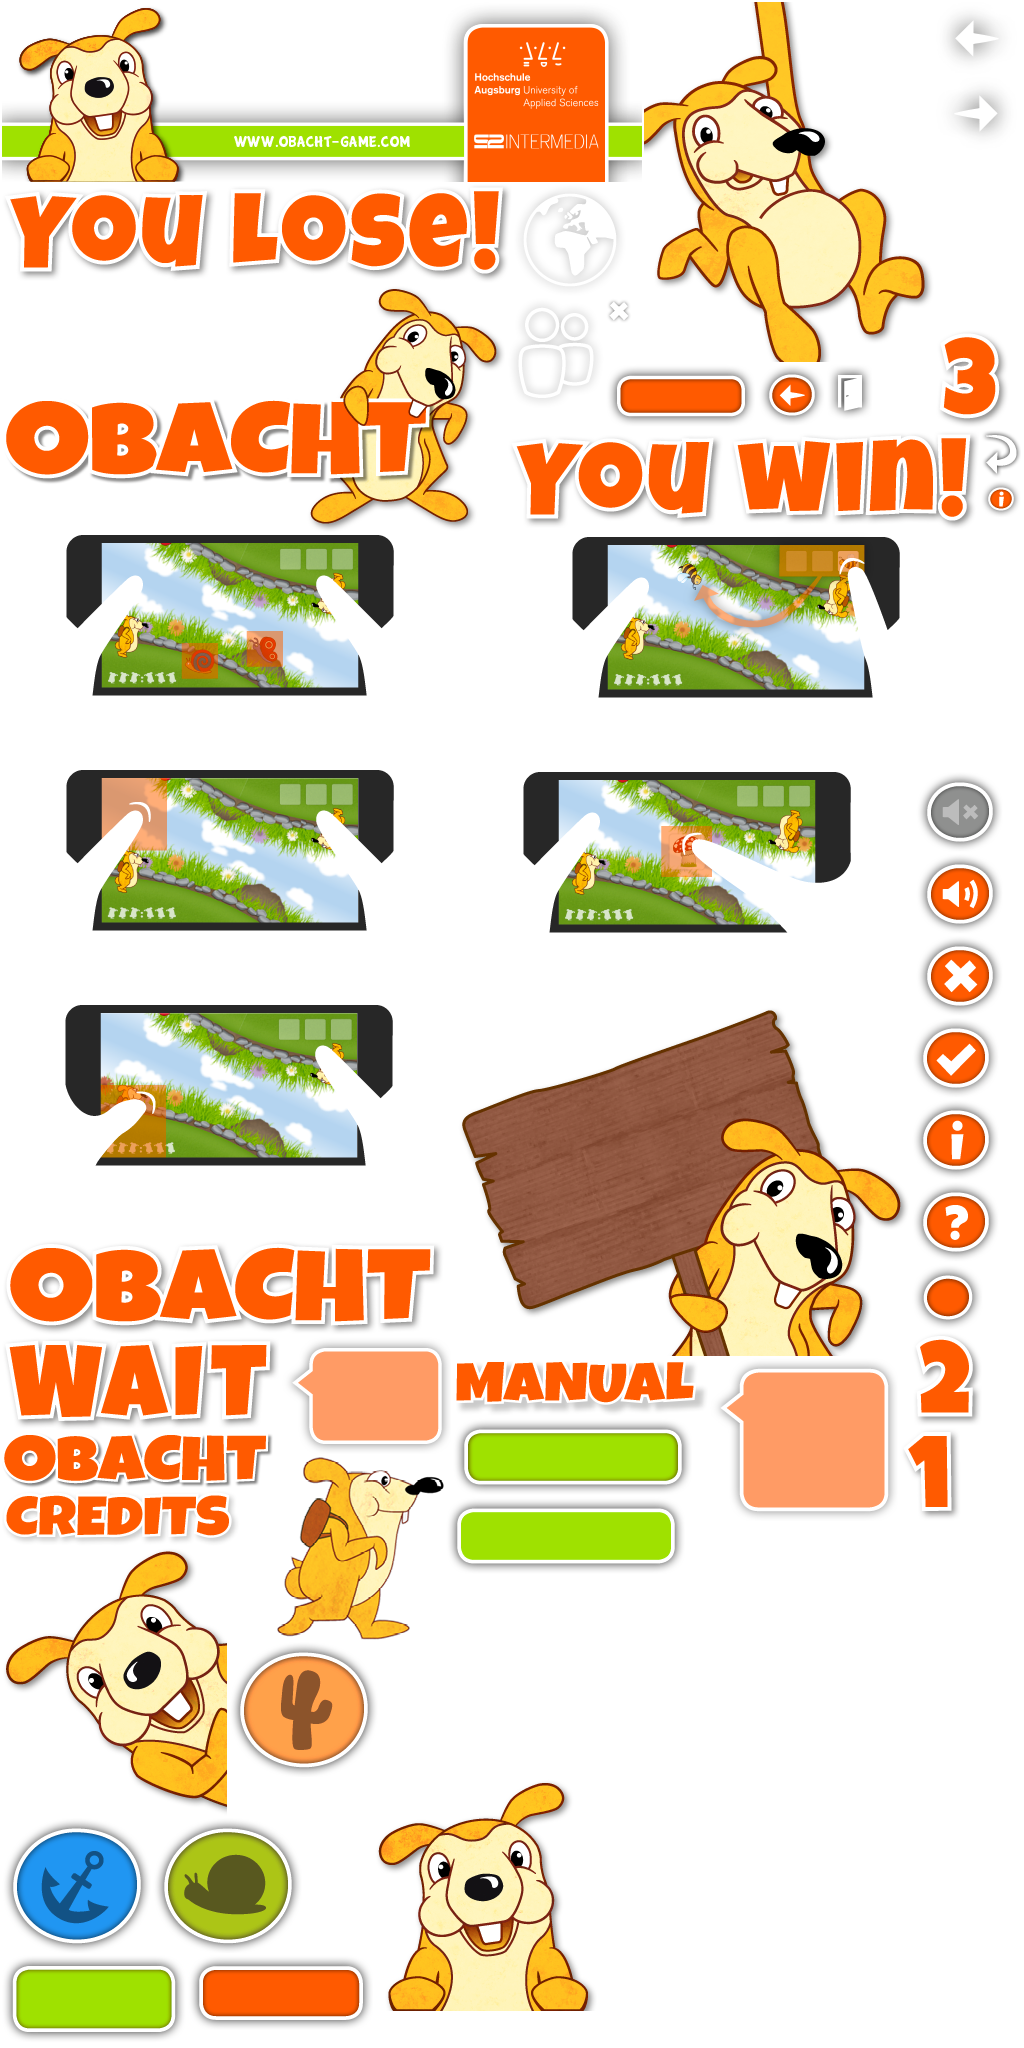 Hochschule
Augsburg University of
Applied Sciences
WWW.OBACHT-GAME.COM
INTERMEDIA
YOU LOSE!
3
OBACHT
YOU WIN!
i
i
?
OBACHT
WAIT
MANUAL
2
OBACHT
1
CREDITS